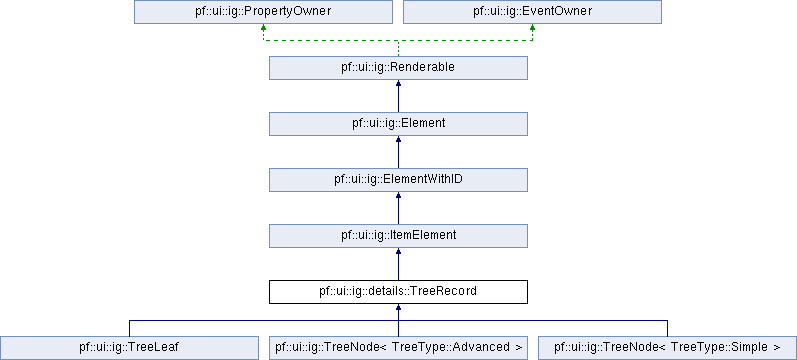 pf::ui::ig::PropertyOwner
pf::ui::ig::EventOwner
pf::ui::ig::Renderable
pf::ui::ig::Element
pf::ui::ig::ElementWithID
pf::ui::ig::ItemElement
pf::ui::ig::details::TreeRecord
pf::ui::ig::TreeLeaf
pf::ui::ig::TreeNode< TreeType::Advanced >
pf::ui::ig::TreeNode< TreeType::Simple >